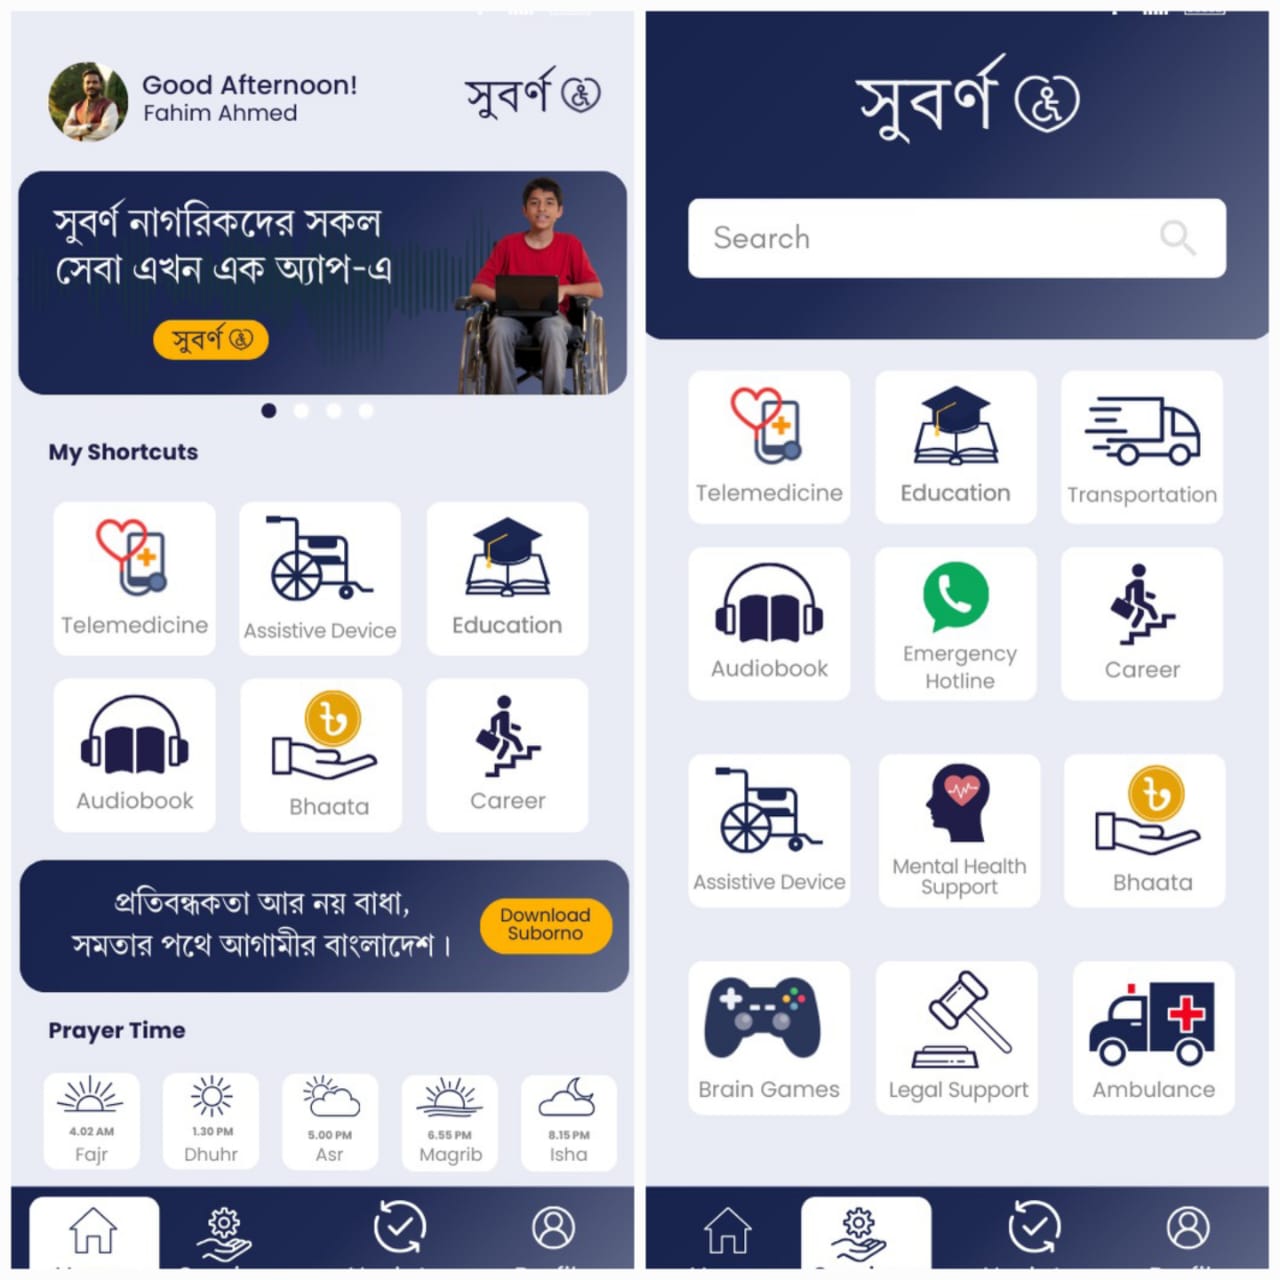 Good Afternoon!
Fahim Ahmed
সুবর্ণ
সুবর্ণ নাগরিকদের সকল
সেবা এখন এক অ্যাপ-এ
সুবর্ণ
My Shortcuts
Telemedicine
Assistive Device
Education
Audiobook
Bhaata
Career
প্রতিবন্ধকতা আর নয় বাধা,
সমতার পথে আগামীর বাংলাদেশ।
Download
Suborno
Prayer Time
4.02 AM
Fajr
1.30 PM
Dhuhr
5.00 PM
Asr
6.55 PM
Magrib
8.15 PM
Isha
সুবর্ণ
Search
Telemedicine
Education
Transportation
Audiobook
Emergency
Hotline
Career
Assistive Device
Mental Health
Support
Bhaata
Brain Games
Legal Support
Ambulance